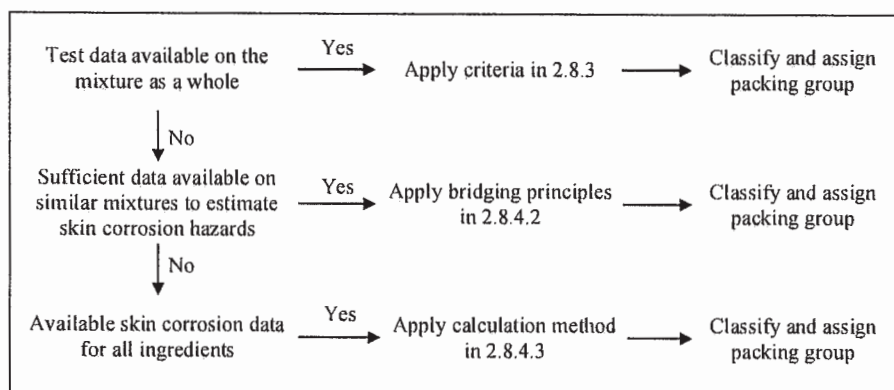 Test data available on the
mixture as a whole
Yes
Apply criteria in 2.8.3
Classify and assign
packing group
No
Sufficient data available on
similar mixtures to estimate
skin corrosion hazards
Yes
Apply bridging principles
in 2.8.4.2
Classify and assign
packing group
No
Available skin corrosion data
for all ingredients
Yes
Apply calculation method
in 2.8.4.3
Classify and assign
packing group